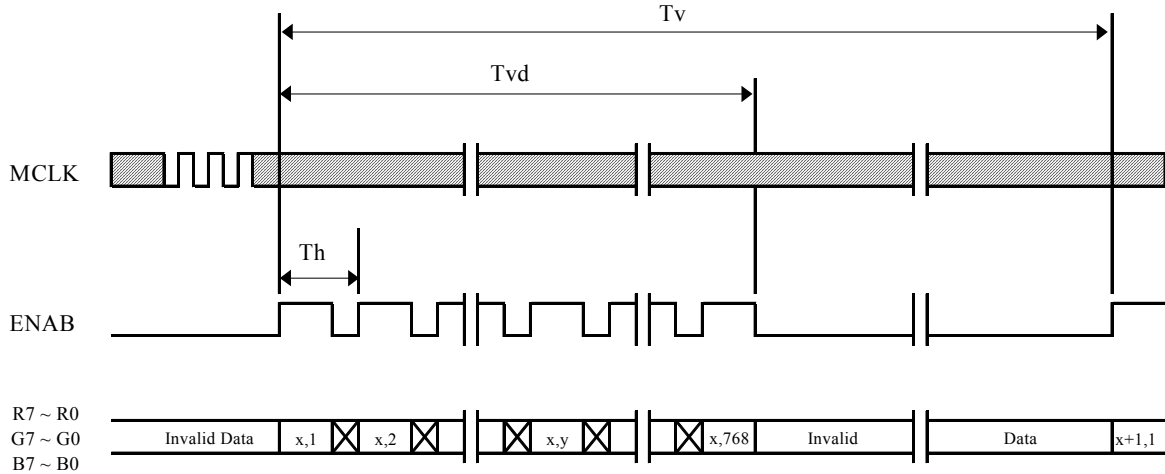 Tv
Tvd
MCLK
Th
ENAB
R7 ~ R0
G7 ~ G0
B7 ~ B0
Invalid Data
x,1
x,2
x,y
x,768
Invalid
Data
x+1,1